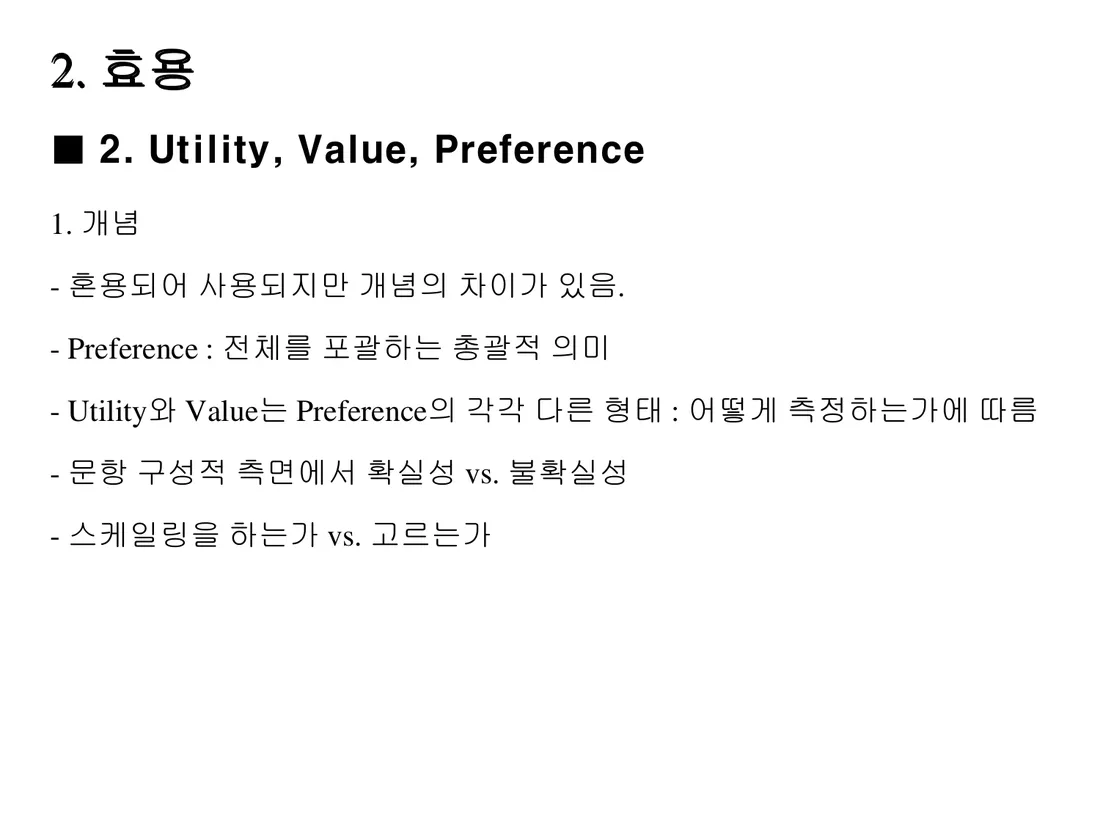 2. 효용
■ 2. Utility, Value, Preference
1. 개념
- 혼용되어 사용되지만 개념의 차이가 있음.
- Preference : 전체를 포괄하는 총괄적 의미
- Utility와 Value는 Preference의 각각 다른 형태 : 어떻게 측정하는가에 따름
- 문항 구성적 측면에서 확실성 vs. 불확실성
- 스케일링을 하는가 vs. 고르는가